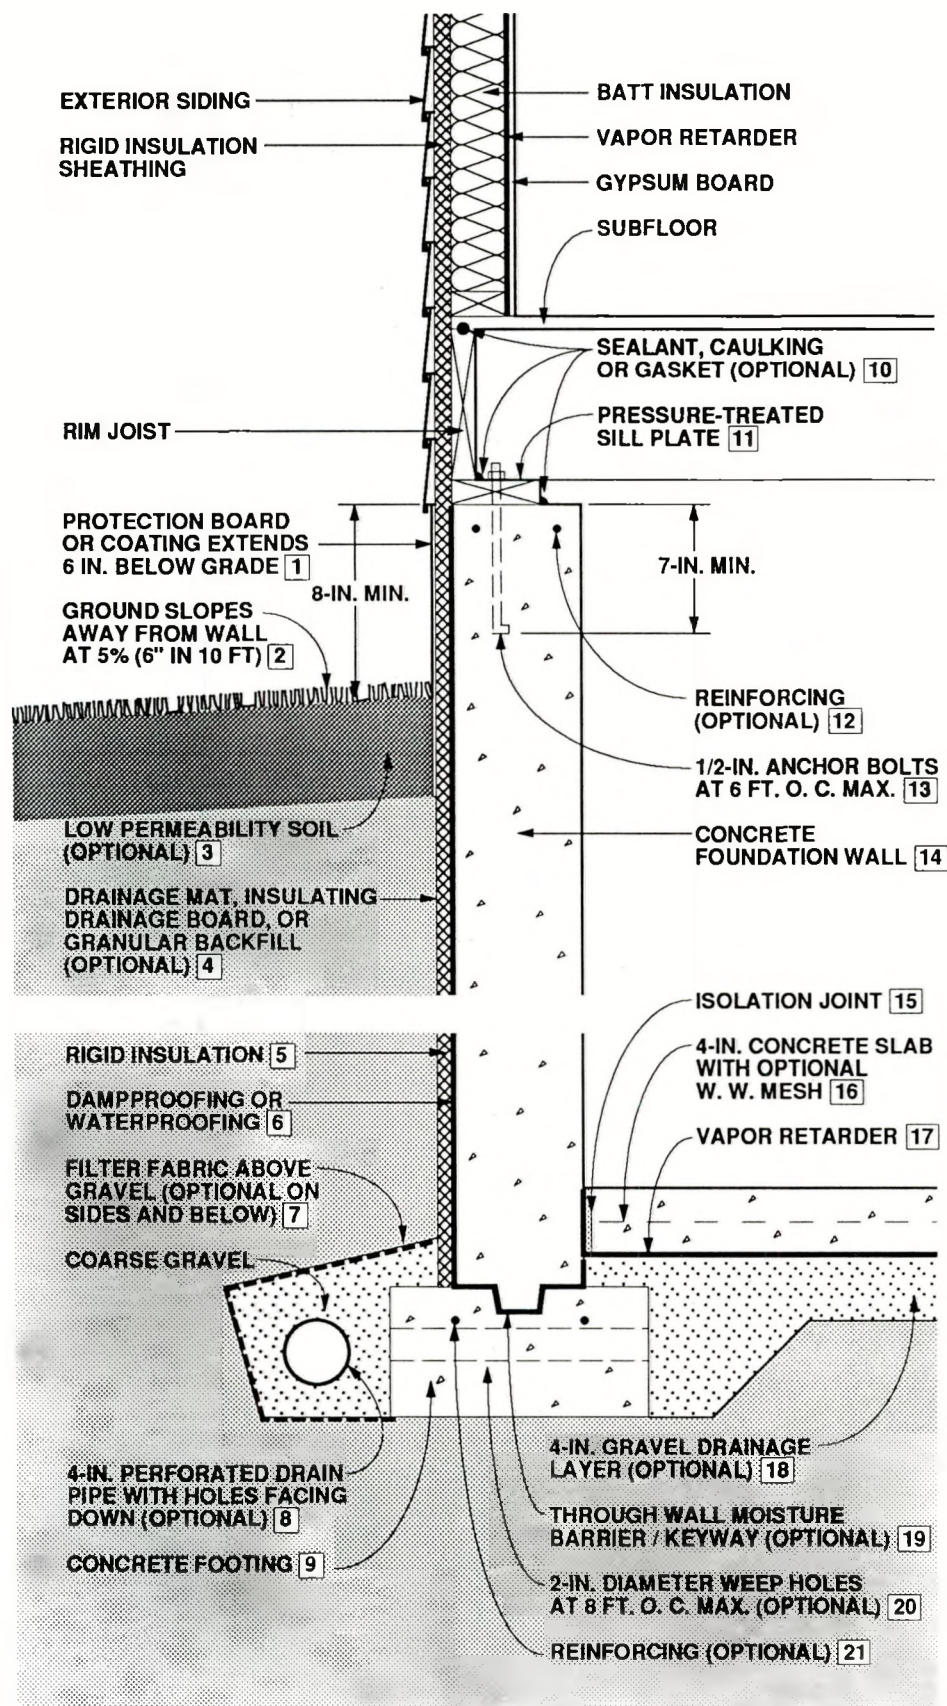 EXTERIOR SIDING
RIGID INSULATION
SHEATHING
BATT INSULATION
VAPOR RETARDER
GYPSUM BOARD
SUBFLOOR
SEALANT, CAULKING
OR GASKET (OPTIONAL) 10
RIM JOIST
PRESSURE-TREATED
SILL PLATE 11
PROTECTION BOARD
OR COATING EXTENDS
6 IN. BELOW GRADE 1
8-IN. MIN.
7-IN. MIN.
GROUND SLOPES
AWAY FROM WALL
AT 5% (6" IN 10 FT) 2
REINFORCING
(OPTIONAL) 12
1/2-IN. ANCHOR BOLTS
AT 6 FT. O. C. MAX. 13
LOW PERMEABILITY SOIL
(OPTIONAL) 3
CONCRETE
FOUNDATION WALL 14
DRAINAGE MAT, INSULATING
DRAINAGE BOARD, OR
GRANULAR BACKFILL
(OPTIONAL) 4
ISOLATION JOINT 15
RIGID INSULATION 5
4-IN. CONCRETE SLAB
WITH OPTIONAL
W. W. MESH 16
DAMPPROOFING OR
WATERPROOFING 6
VAPOR RETARDER 17
FILTER FABRIC ABOVE
GRAVEL (OPTIONAL ON
SIDES AND BELOW) 7
COARSE GRAVEL
4-IN. GRAVEL DRAINAGE
LAYER (OPTIONAL) 18
4-IN. PERFORATED DRAIN
PIPE WITH HOLES FACING
DOWN (OPTIONAL) 8
THROUGH WALL MOISTURE
BARRIER / KEYWAY (OPTIONAL) 19
CONCRETE FOOTING 9
2-IN. DIAMETER WEEP HOLES
AT 8 FT. O. C. MAX. (OPTIONAL) 20
REINFORCING (OPTIONAL) 21